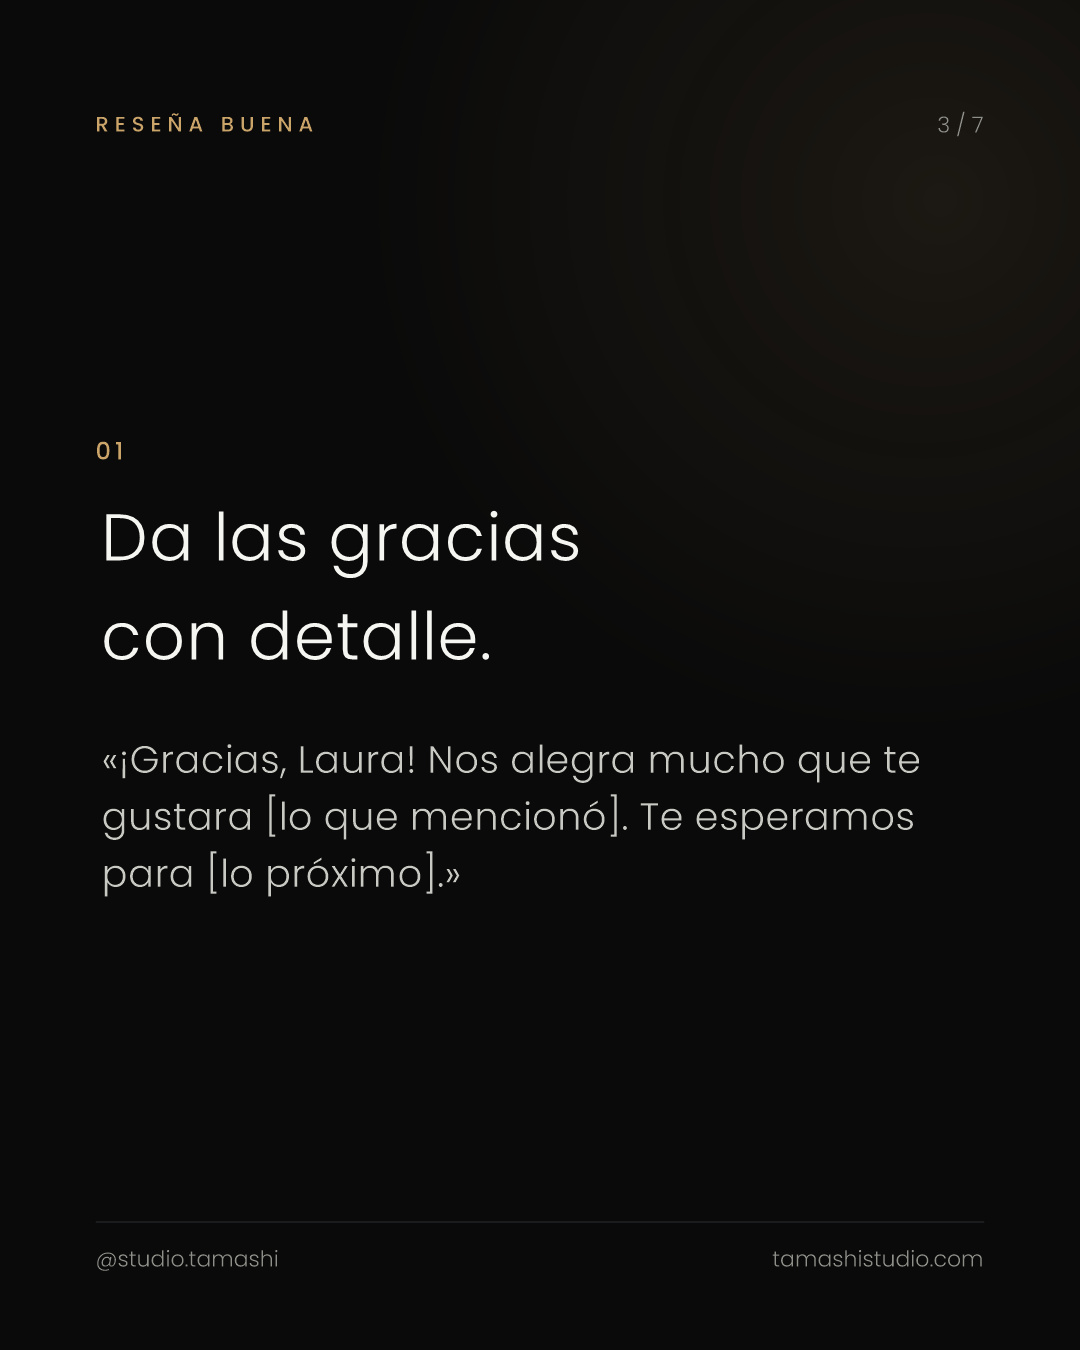 RESEÑA BUENA
3 / 7
01
Da las gracias
con detalle.
«¡Gracias, Laura! Nos alegra mucho que te
gustara [lo que mencionó]. Te esperamos
para [lo próximo].»
@studio.tamashi
tamashistudio.com